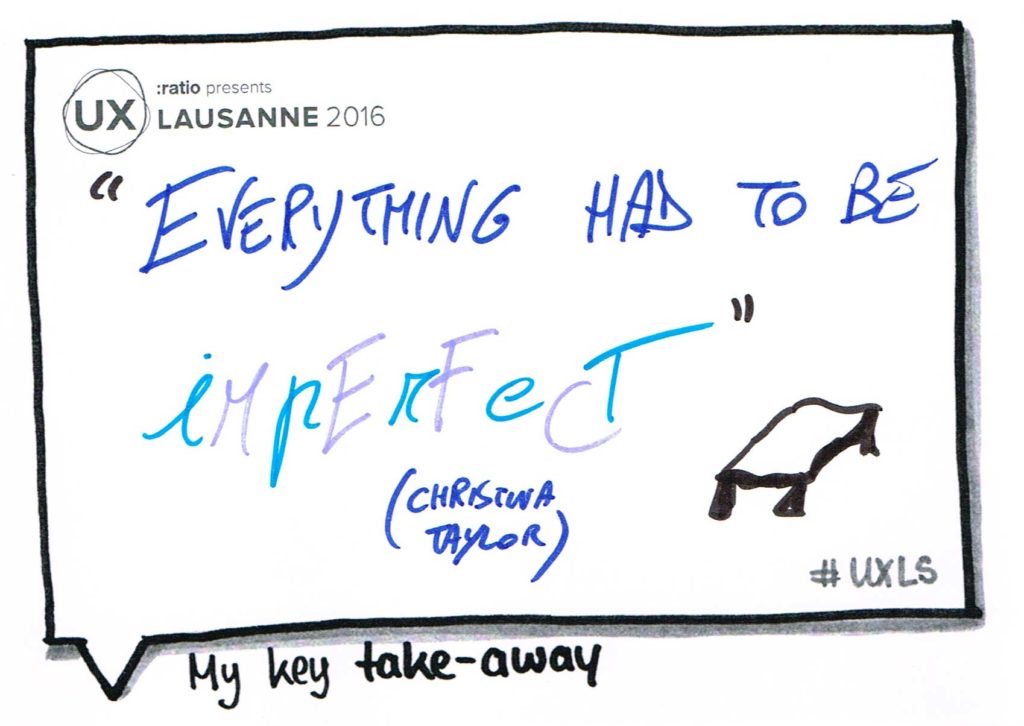 :ratio presents
UX LAUSANNE 2016
“EVERYTHING HAD TO BE
iMpErFeCT”
(CHRISTINA
TAYLOR)
#UXLS
My key take-away